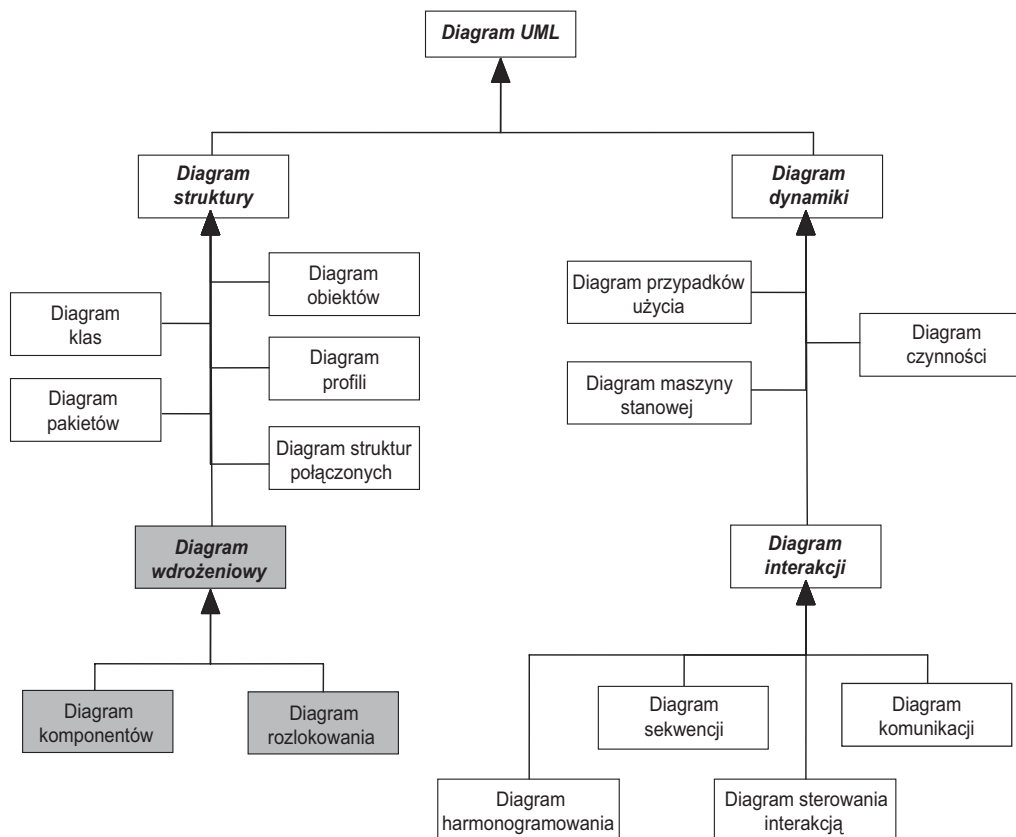 Diagram UML
Diagram
struktury
Diagram
dynamiki
Diagram
obiektów
Diagram
klas
Diagram
profili
Diagram
pakietów
Diagram struktur
połączonych
Diagram przypadków
użycia
Diagram
czynności
Diagram maszyny
stanowej
Diagram
wdrożeniowy
Diagram
interakcji
Diagram
komponentów
Diagram
rozlokowania
Diagram
sekwencji
Diagram
komunikacji
Diagram
harmonogramowania
Diagram sterowania
interakcją